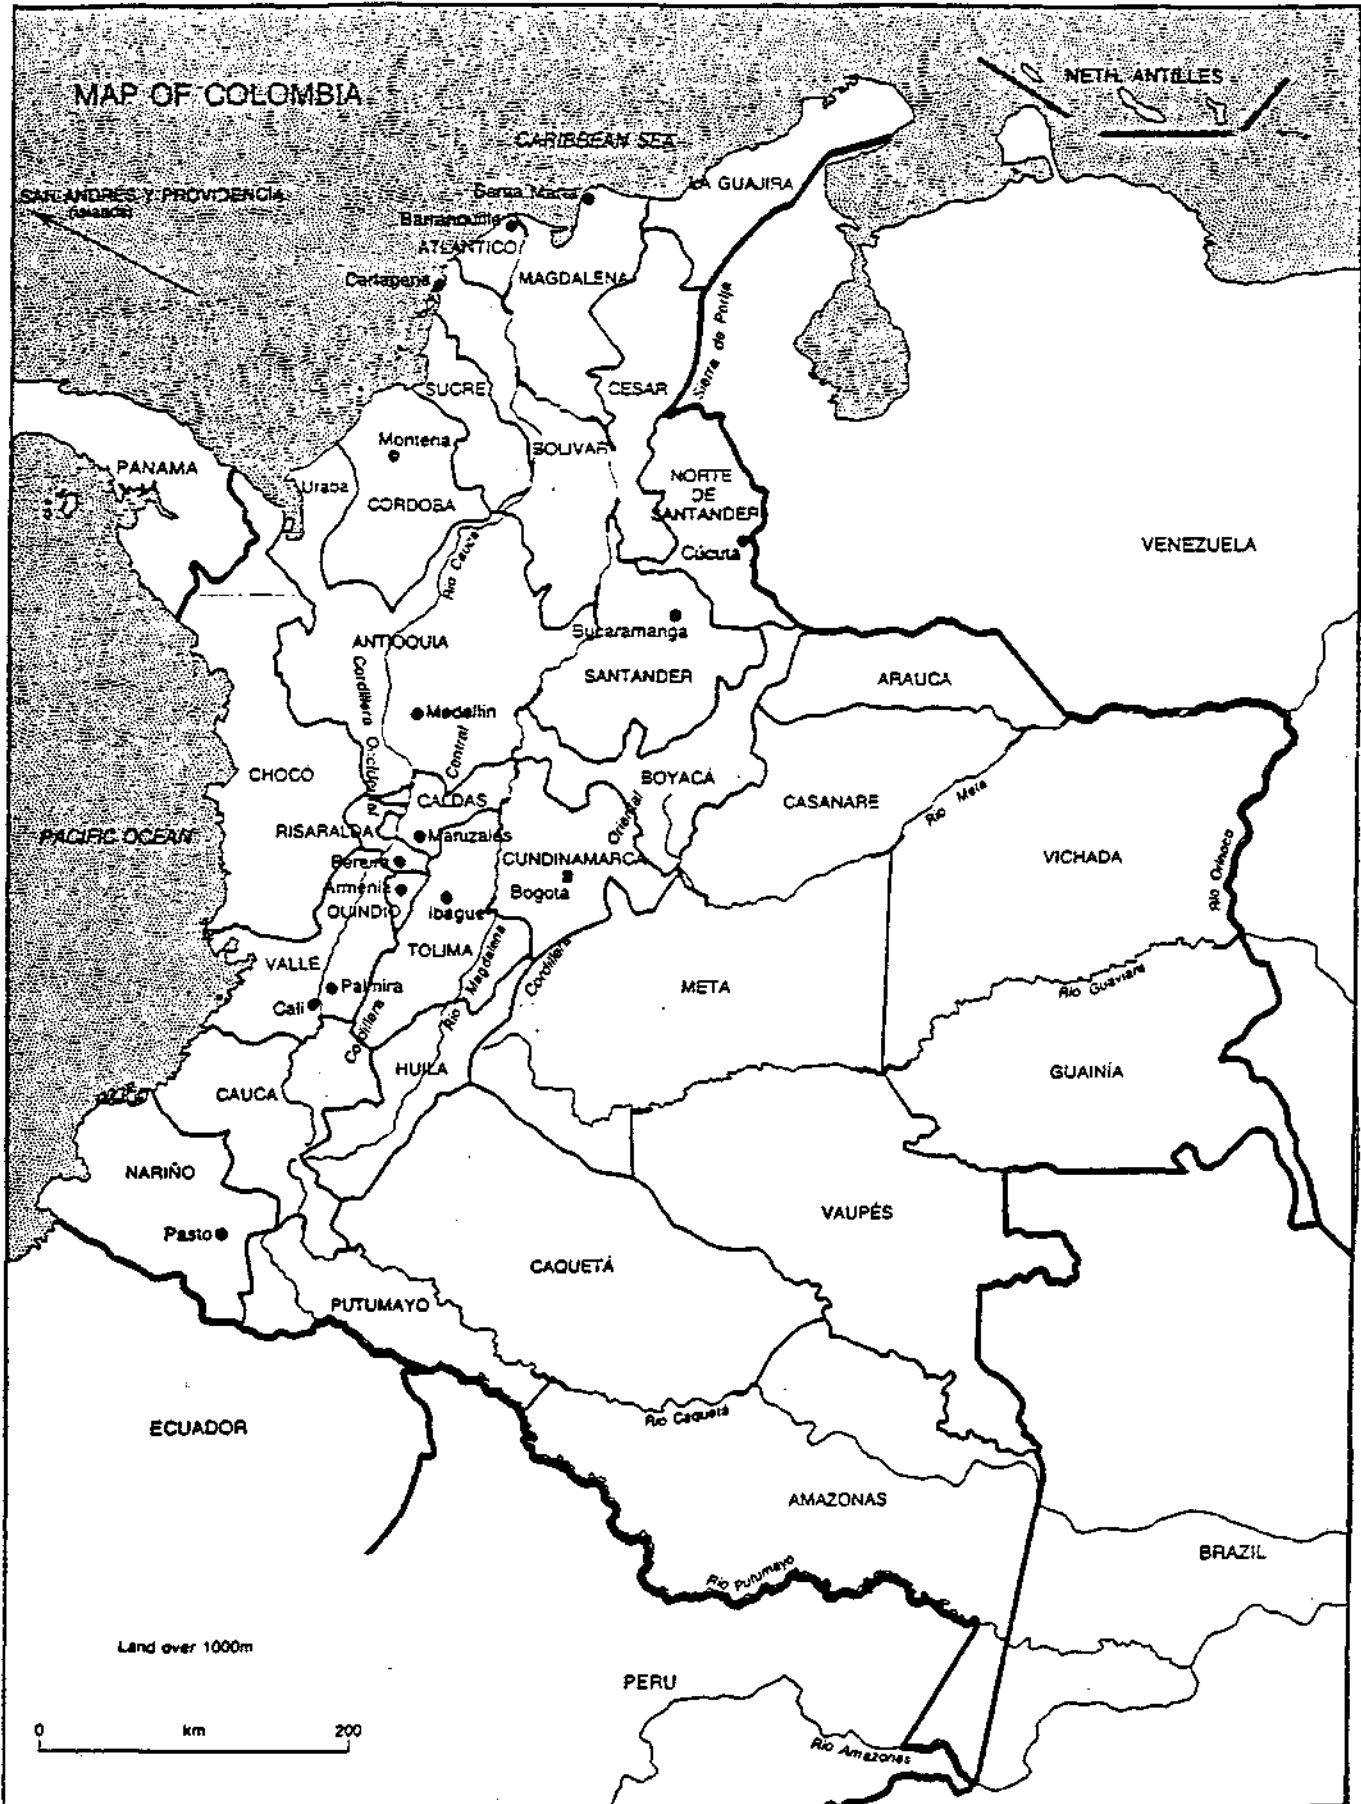 MAP OF COLOMBIA
NETH. ANTILLES
CARIBBEAN SEA
SAN ANDRES Y PROVIDENCIA
(Islands)
LA GUAJIRA
Santa Marta
Barranquilla
ATLANTICO
Cartagena
MAGDALENA
Sierra de Perija
SUCRE
CESAR
Monteria
BOLIVAR
PANAMA
Uraba
CORDOBA
NORTE
DE
SANTANDER
Cúcuta
VENEZUELA
Rio Cauca
ANTIOQUIA
Bucaramanga
SANTANDER
ARAUCA
Cordillera Occidental
Medellin
Central
CHOCÓ
BOYACÁ
CALDAS
CASANARE
Rio Meta
PACIFIC OCEAN
RISARALDA
Manizales
Oriental
CUNDINAMARCA
VICHADA
Rio Orinoco
Pereira
Armenia
Bogota
QUINDIO
Ibague
TOLIMA
VALLE
Rio Magdalena
Cordillera
Palmira
Cali
META
Rio Guaviare
Cordillera
HUILA
GUAINÍA
CAUCA
NARIÑO
VAUPÉS
Pasto
CAQUETÁ
PUTUMAYO
ECUADOR
Rio Caquetá
AMAZONAS
BRAZIL
Rio Putumayo
Land over 1000m
PERU
0 km 200
Rio Amazonas